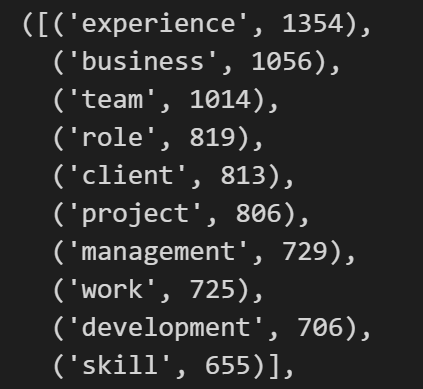 ([('experience', 1354),
('business', 1056),
('team', 1014),
('role', 819),
('client', 813),
('project', 806),
('management', 729),
('work', 725),
('development', 706),
('skill', 655)],